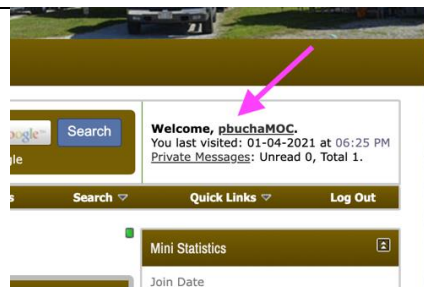 Search
Welcome, pbuchaMOC.
You last visited: 01-04-2021 at 06:25 PM
Private Messages: Unread 0, Total 1.
Search
Quick Links
Log Out
Mini Statistics
Join Date